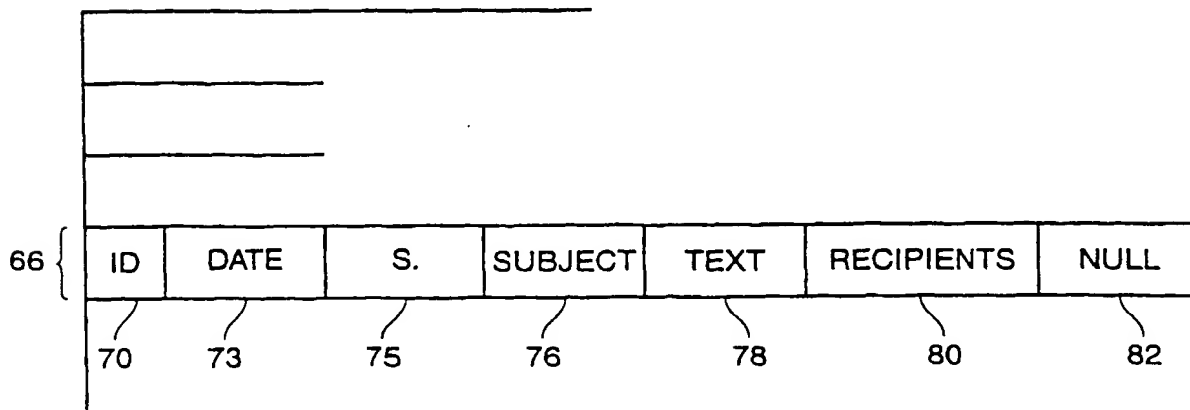 66 ID DATE S. SUBJECT TEXT RECIPIENTS NULL
70 73 75 76 78 80 82